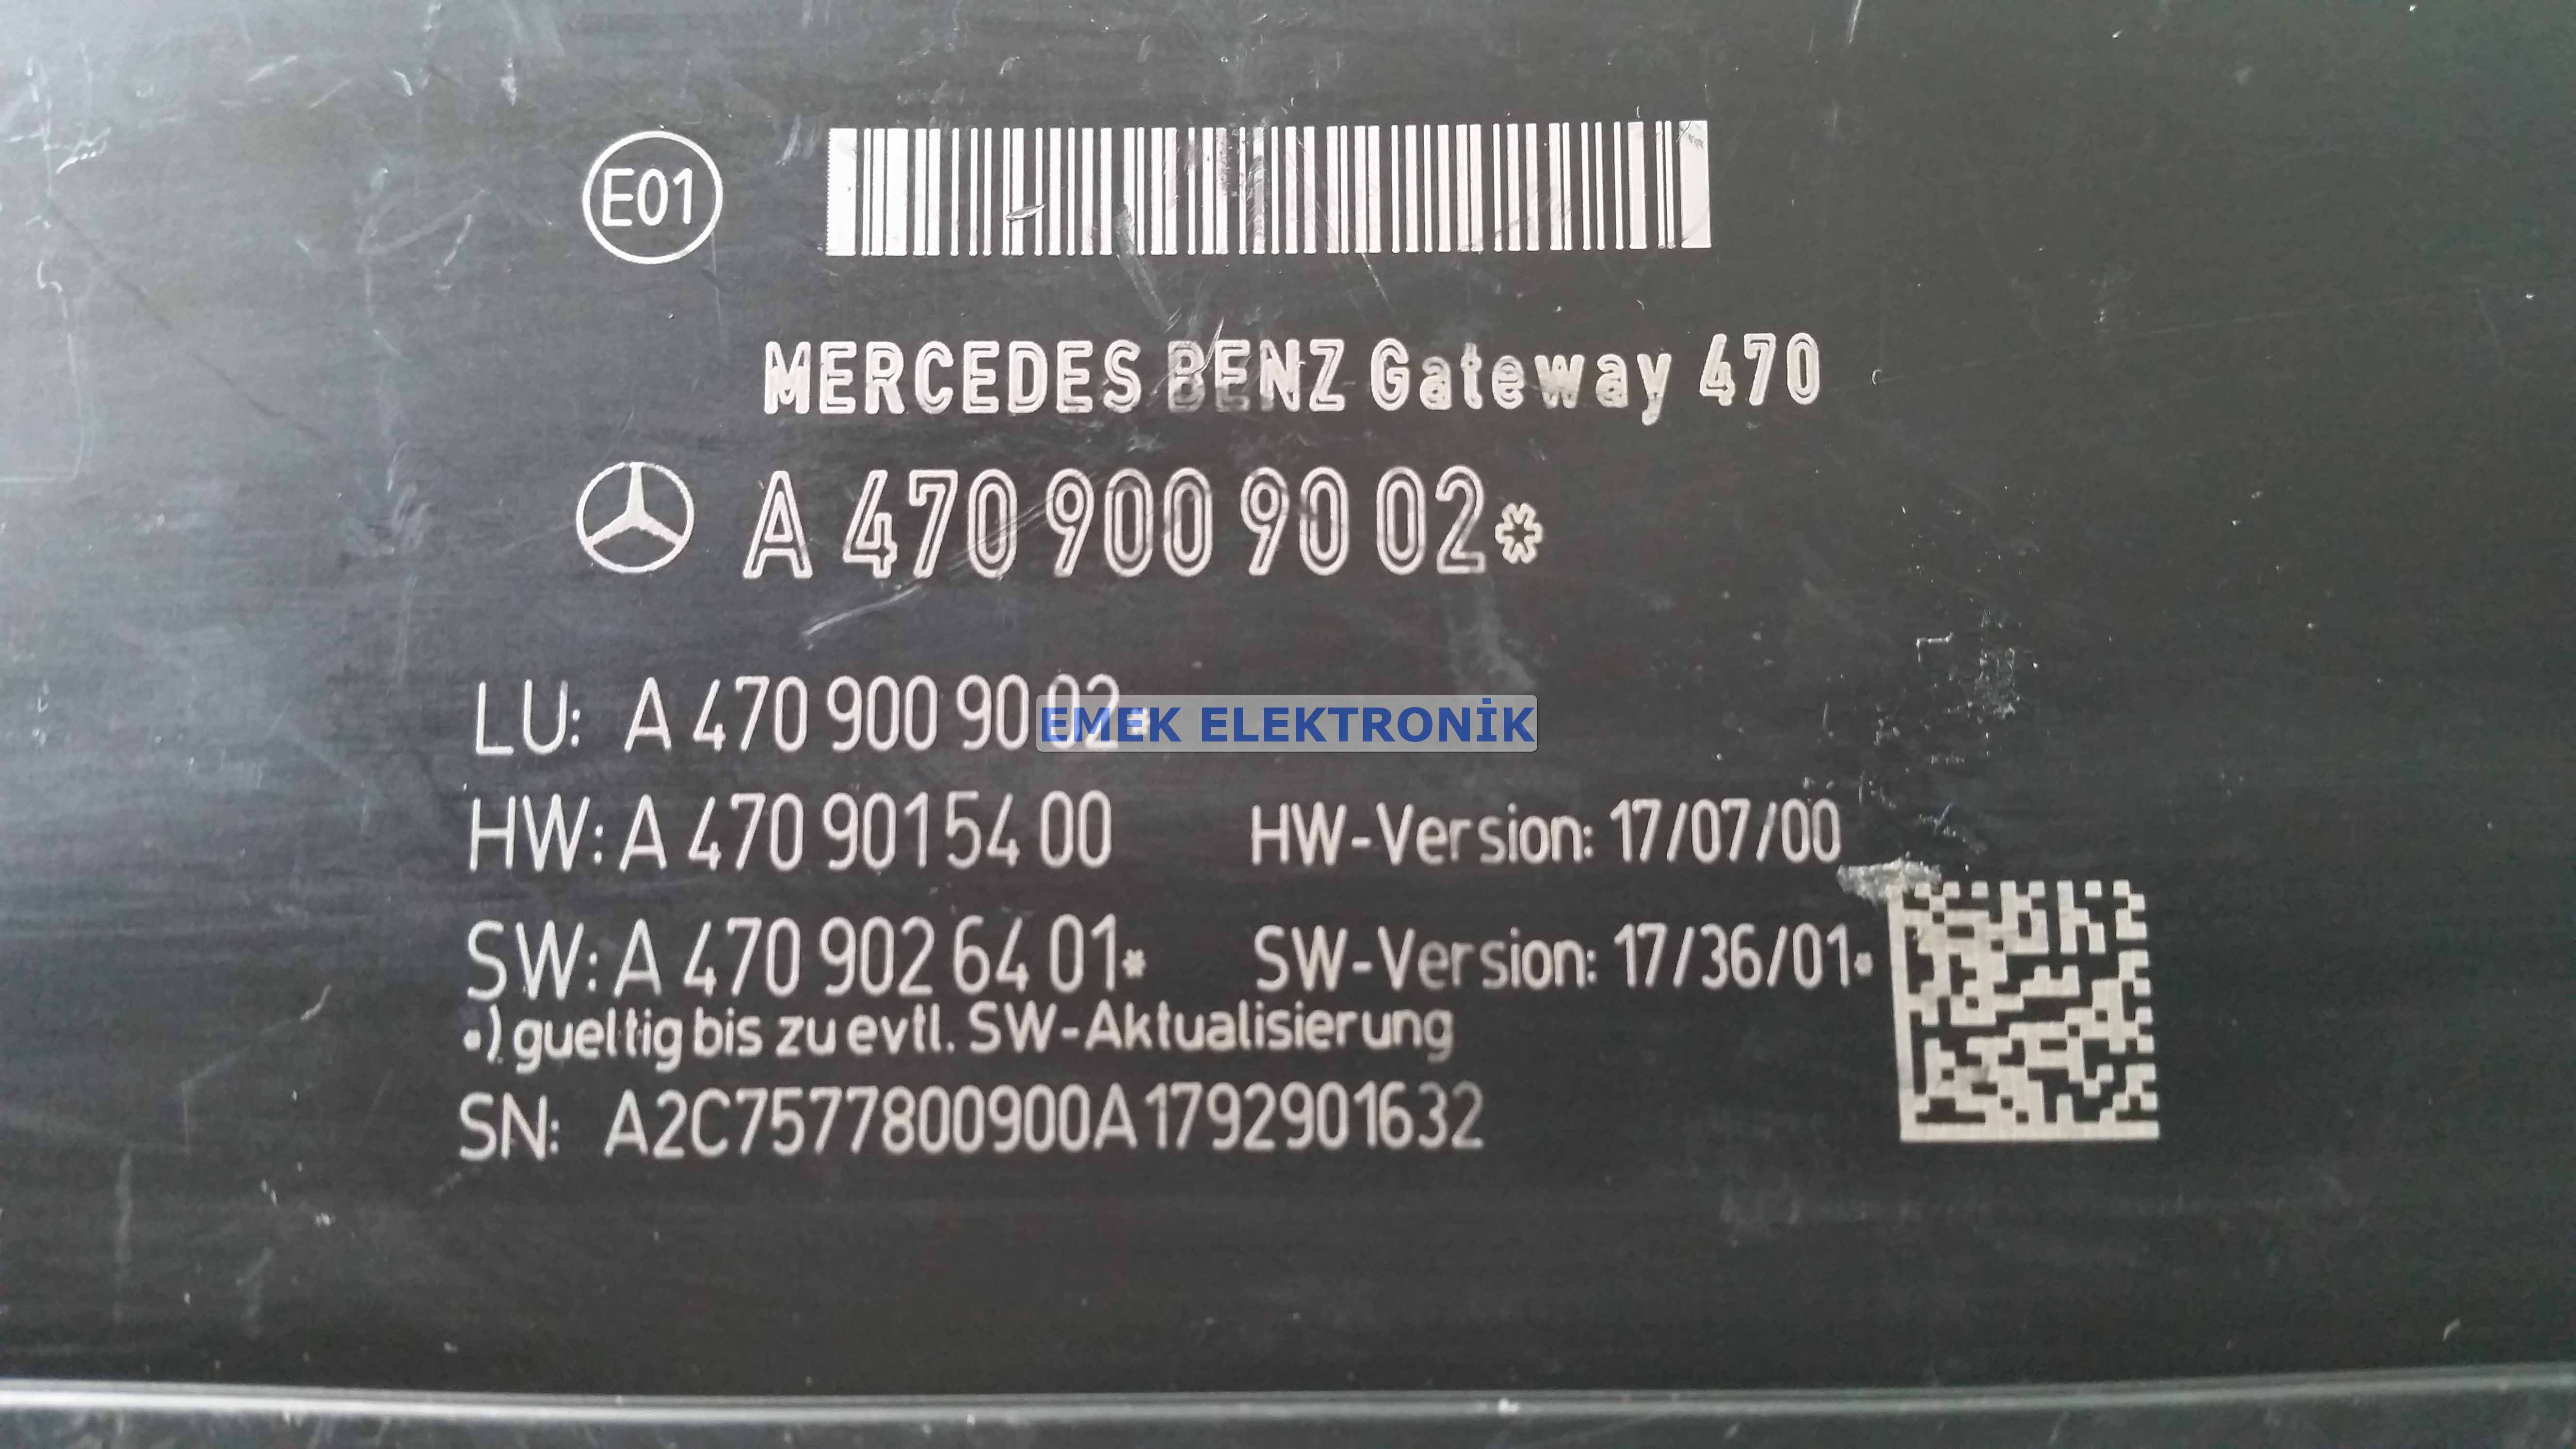 E01
MERCEDES BENZ Gateway 470
A 470 900 90 02*
LU: A 470 900 90 02*
EMEK ELEKTRONİK
HW: A 470 901 54 00 HW-Version: 17/07/00
SW: A 470 902 64 01* SW-Version: 17/36/01*
*) gueltig bis zu evtl. SW-Aktualisierung
SN: A2C7577800900A1792901632